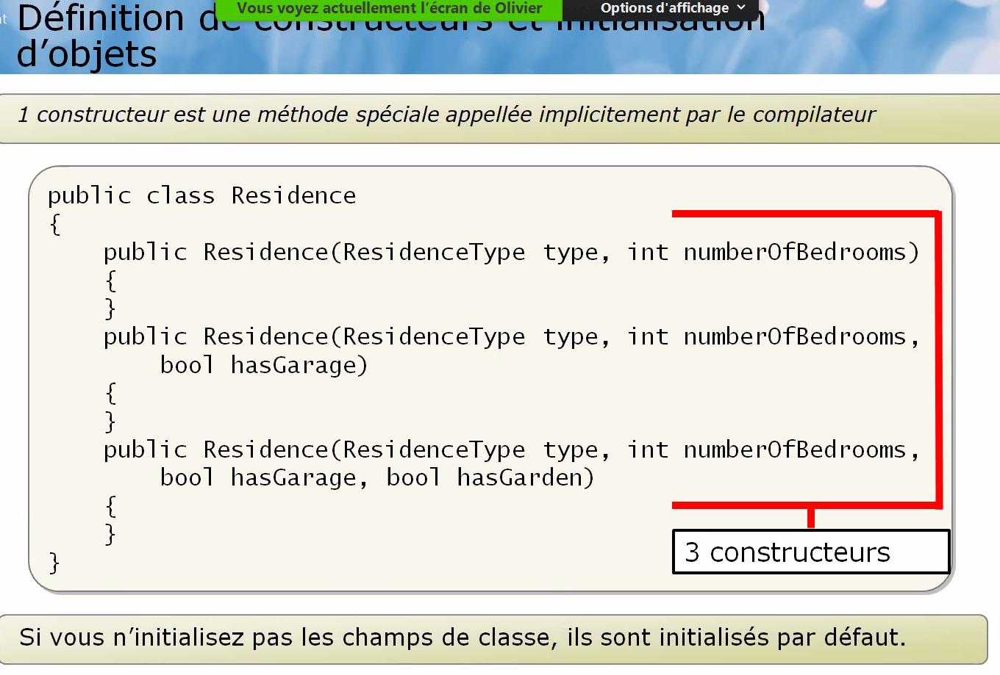 Vous voyez actuellement l'écran de Olivier
Options d'affichage
Définition de constructeurs et initialisation
d'objets
1 constructeur est une méthode spéciale appellée implicitement par le compilateur
public class Residence
{
public Residence(ResidenceType type, int numberOfBedrooms)
{
}
public Residence(ResidenceType type, int numberOfBedrooms,
bool hasGarage)
{
}
public Residence(ResidenceType type, int numberOfBedrooms,
bool hasGarage, bool hasGarden)
{
}
}
3 constructeurs
Si vous n'initialisez pas les champs de classe, ils sont initialisés par défaut.